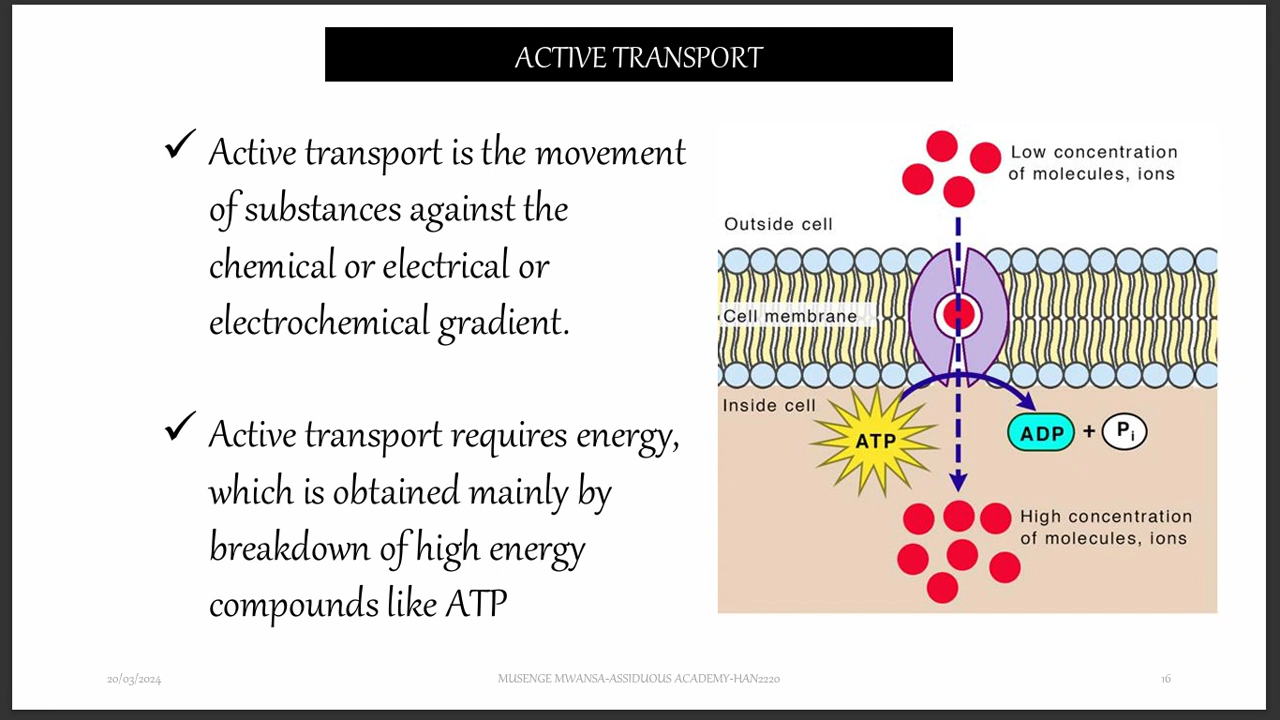 ACTIVE TRANSPORT
✓ Active transport is the movement
of substances against the
chemical or electrical or
electrochemical gradient.
✓ Active transport requires energy,
which is obtained mainly by
breakdown of high energy
compounds like ATP
Low concentration
of molecules, ions
Outside cell
Cell membrane
Inside cell
ATP
ADP + Pi
High concentration
of molecules, ions
20/03/2024
MUSENGE MWANSA-ASSIDUOUS ACADEMY-HAN2220
16